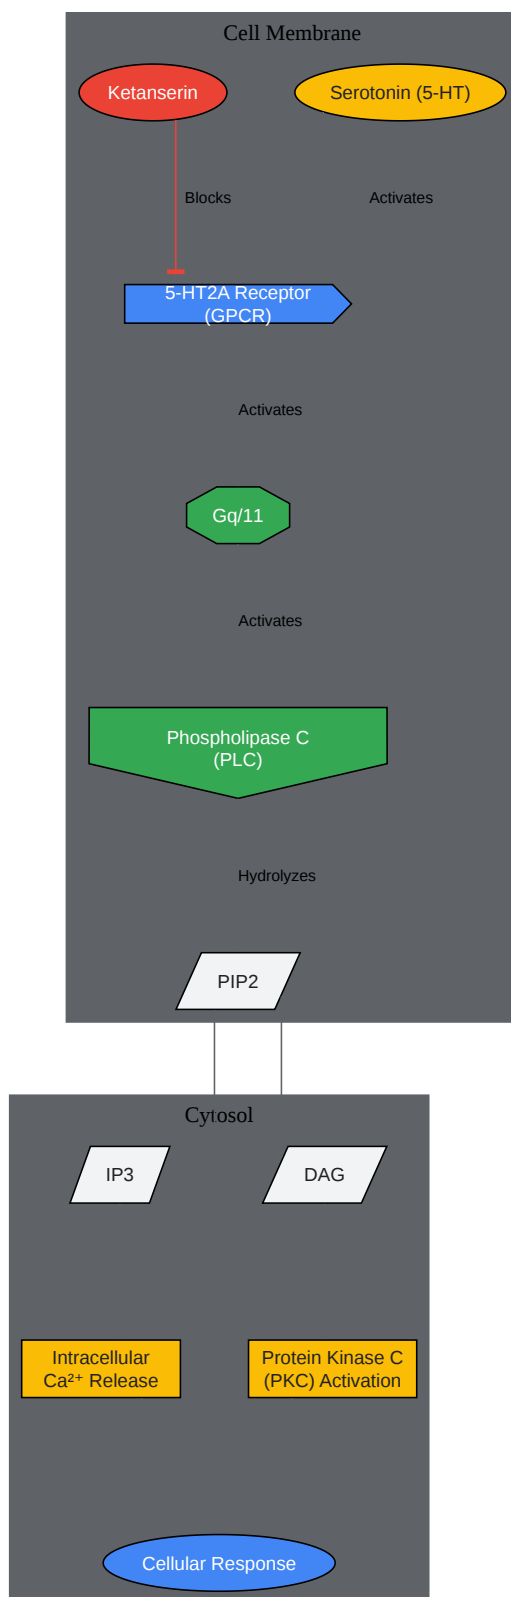 Cell Membrane
Ketanserin
Serotonin (5-HT)
Blocks
Activates
5-HT2A Receptor
(GPCR)
Activates
Gq/11
Activates
Phospholipase C
(PLC)
Hydrolyzes
PIP2
Cytosol
IP3
DAG
Intracellular
Ca²⁺ Release
Protein Kinase C
(PKC) Activation
Cellular Response